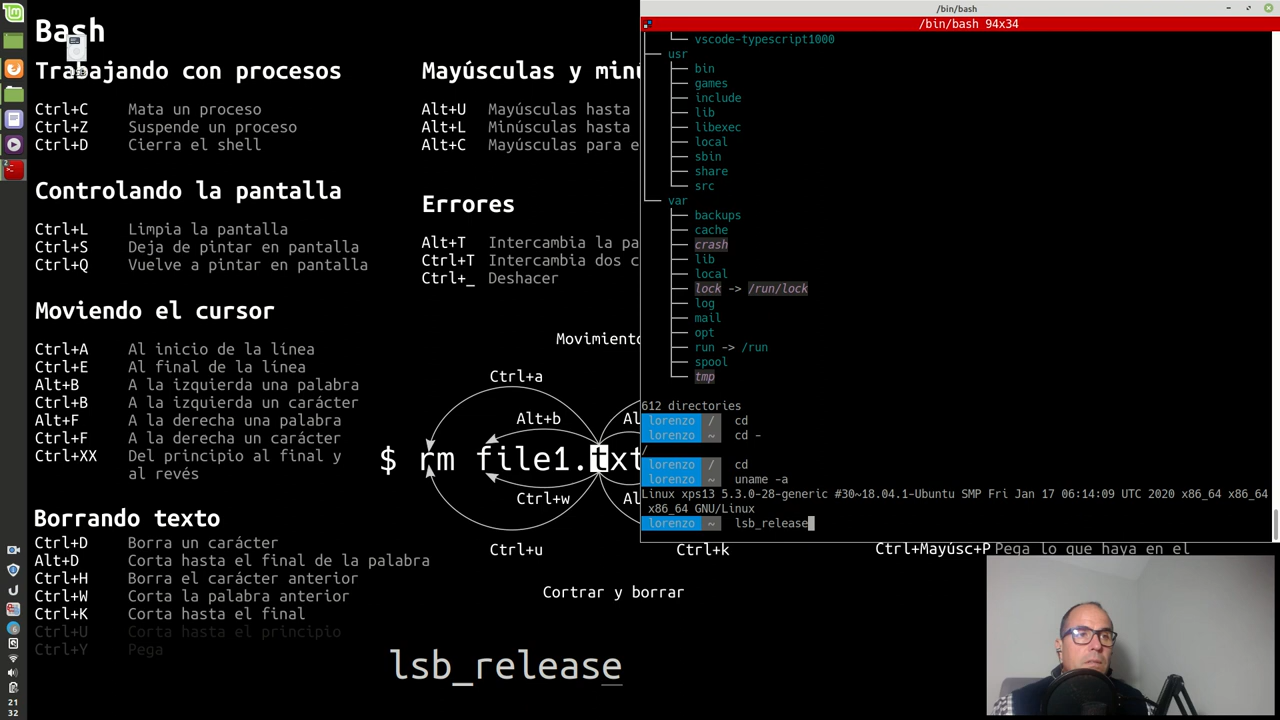 Bash
Trabajando con procesos
Ctrl+C Mata un proceso
Ctrl+Z Suspende un proceso
Ctrl+D Cierra el shell
Controlando la pantalla
Ctrl+L Limpia la pantalla
Ctrl+S Deja de pintar en pantalla
Ctrl+Q Vuelve a pintar en pantalla
Moviendo el cursor
Ctrl+A Al inicio de la línea
Ctrl+E Al final de la línea
Alt+B A la izquierda una palabra
Ctrl+B A la izquierda un carácter
Alt+F A la derecha una palabra
Ctrl+F A la derecha un carácter
Ctrl+XX Del principio al final y
al revés
Borrando texto
Ctrl+D Borra un carácter
Alt+D Corta hasta el final de la palabra
Ctrl+H Borra el carácter anterior
Ctrl+W Corta la palabra anterior
Ctrl+K Corta hasta el final
Ctrl+U Corta hasta el principio
Ctrl+Y Pega
Mayúsculas y minú
Alt+U Mayúsculas hasta
Alt+L Minúsculas hasta
Alt+C Mayúsculas para e
Errores
Alt+T Intercambia la pa
Ctrl+T Intercambia dos c
Ctrl+_ Deshacer
Movimiento
Ctrl+a
Alt+b Al
$ rm file1.txt
Ctrl+w Al
Ctrl+u Ctrl+k
Cortrar y borrar
Ctrl+Mayúsc+P Pega lo que haya en el
lsb_release
/bin/bash
/bin/bash 94x34
vscode-typescript1000
usr
bin
games
include
lib
libexec
local
sbin
share
src
var
backups
cache
crash
lib
local
lock -> /run/lock
log
mail
opt
run -> /run
spool
tmp
612 directories
lorenzo / cd
lorenzo ~ cd -
/
lorenzo / cd
lorenzo ~ uname -a
Linux xps13 5.3.0-28-generic #30~18.04.1-Ubuntu SMP Fri Jan 17 06:14:09 UTC 2020 x86_64 x86_64
x86_64 GNU/Linux
lorenzo ~ lsb_release
21
32